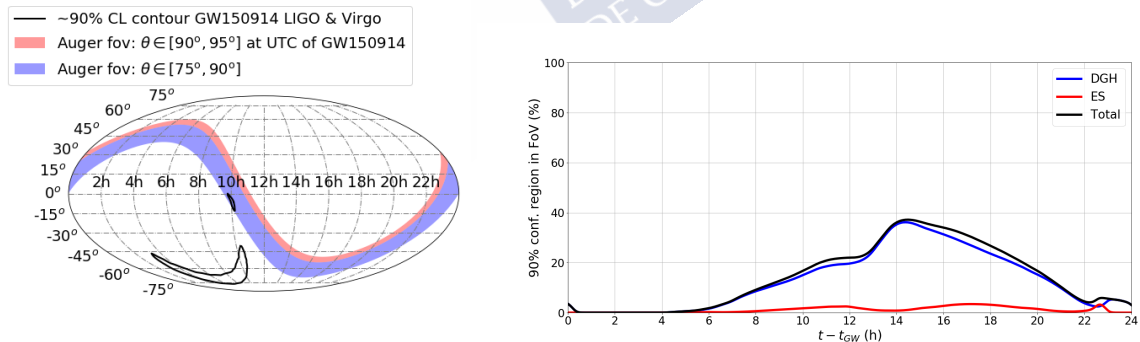 ~90% CL contour GW150914 LIGO & Virgo
Auger fov: θ∈[90°, 95°] at UTC of GW150914
Auger fov: θ∈[75°, 90°]
75°
60°
45°
30°
15°
0°
-15°
-30°
-45°
-60°
-75°
2h 4h 6h 8h 10h 12h 14h 16h 18h 20h 22h
DE
90% conf. region in FoV (%)
100
80
60
40
20
0
DGH
ES
Total
0 2 4 6 8 10 12 14 16 18 20 22 24
t − t_GW (h)